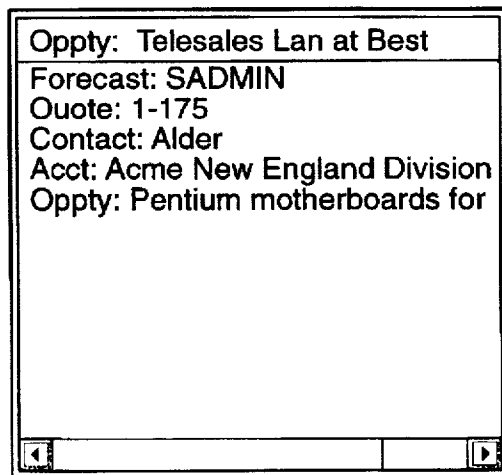 Oppty: Telesales Lan at Best
Forecast: SADMIN
Ouote: 1-175
Contact: Alder
Acct: Acme New England Division
Oppty: Pentium motherboards for